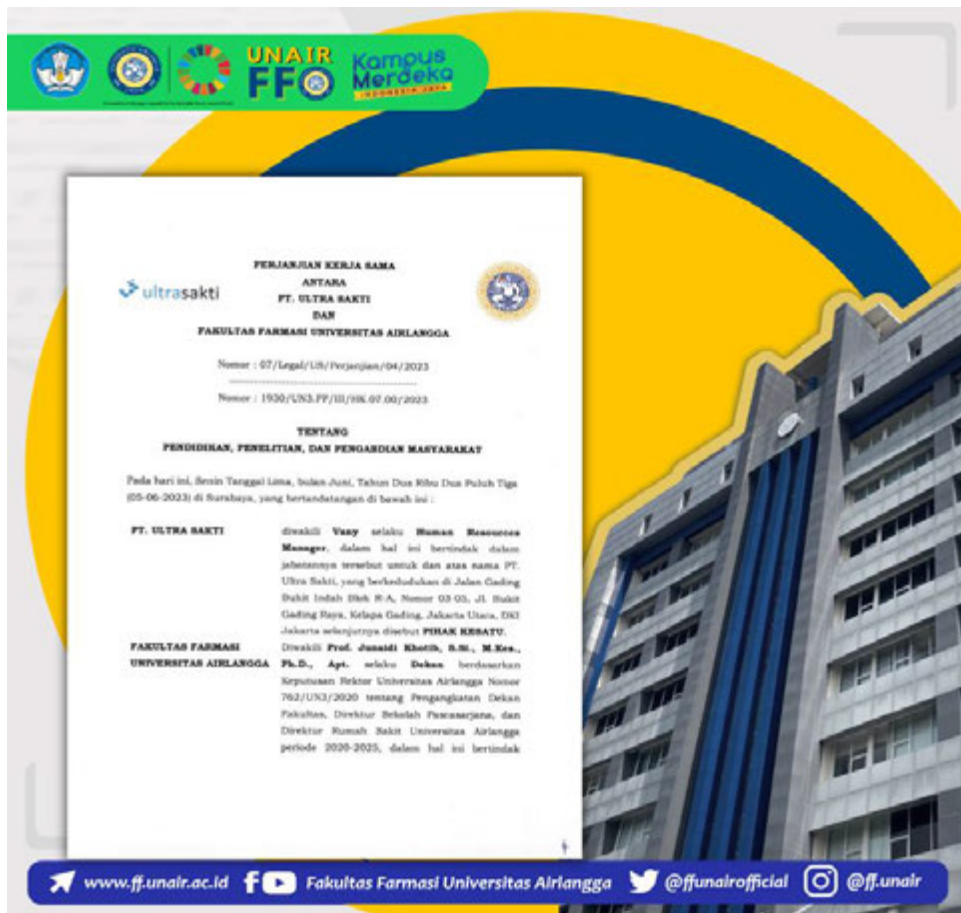 UNAIR
FFO
Kampus
Merdeka
INDONESIA JAYA
ultrasakti
PERJANJIAN KERJA SAMA
ANTARA
PT. ULTRA SAKTI
DAN
FAKULTAS FARMASI UNIVERSITAS AIRLANGGA
Nomor : 07/Legal/US/Perjanjian/04/2023
Nomor : 1930/UN3.FF/III/HK.07.00/2023
TENTANG
PENDIDIKAN, PENELITIAN, DAN PENGABDIAN MASYARAKAT
Pada hari ini, Senin Tanggal Lima, bulan Juni, Tahun Dua Ribu Dua Puluh Tiga
(05-06-2023) di Surabaya, yang bertandatangan di bawah ini :
PT. ULTRA SAKTI
diwakili Vany selaku Human Resources
Manager, dalam hal ini bertindak dalam
jabatannya tersebut untuk dan atas nama PT.
Ultra Sakti, yang berkedudukan di Jalan Gading
Bukit Indah Blok R-A, Nomor 03-05, Jl. Bukit
Gading Raya, Kelapa Gading, Jakarta Utara, DKI
Jakarta selanjutnya disebut PIHAK KESATU.
FAKULTAS FARMASI
UNIVERSITAS AIRLANGGA
Diwakili Prof. Junaidi Khotib, S.Si., M.Kes.,
Ph.D., Apt. selaku Dekan berdasarkan
Keputusan Rektor Universitas Airlangga Nomor
762/UN3/2020 tentang Pengangkatan Dekan
Fakultas, Direktur Sekolah Pascasarjana, dan
Direktur Rumah Sakit Universitas Airlangga
periode 2020-2025, dalam hal ini bertindak
www.ff.unair.ac.id
Fakultas Farmasi Universitas Airlangga
@ffunairofficial
@ff.unair